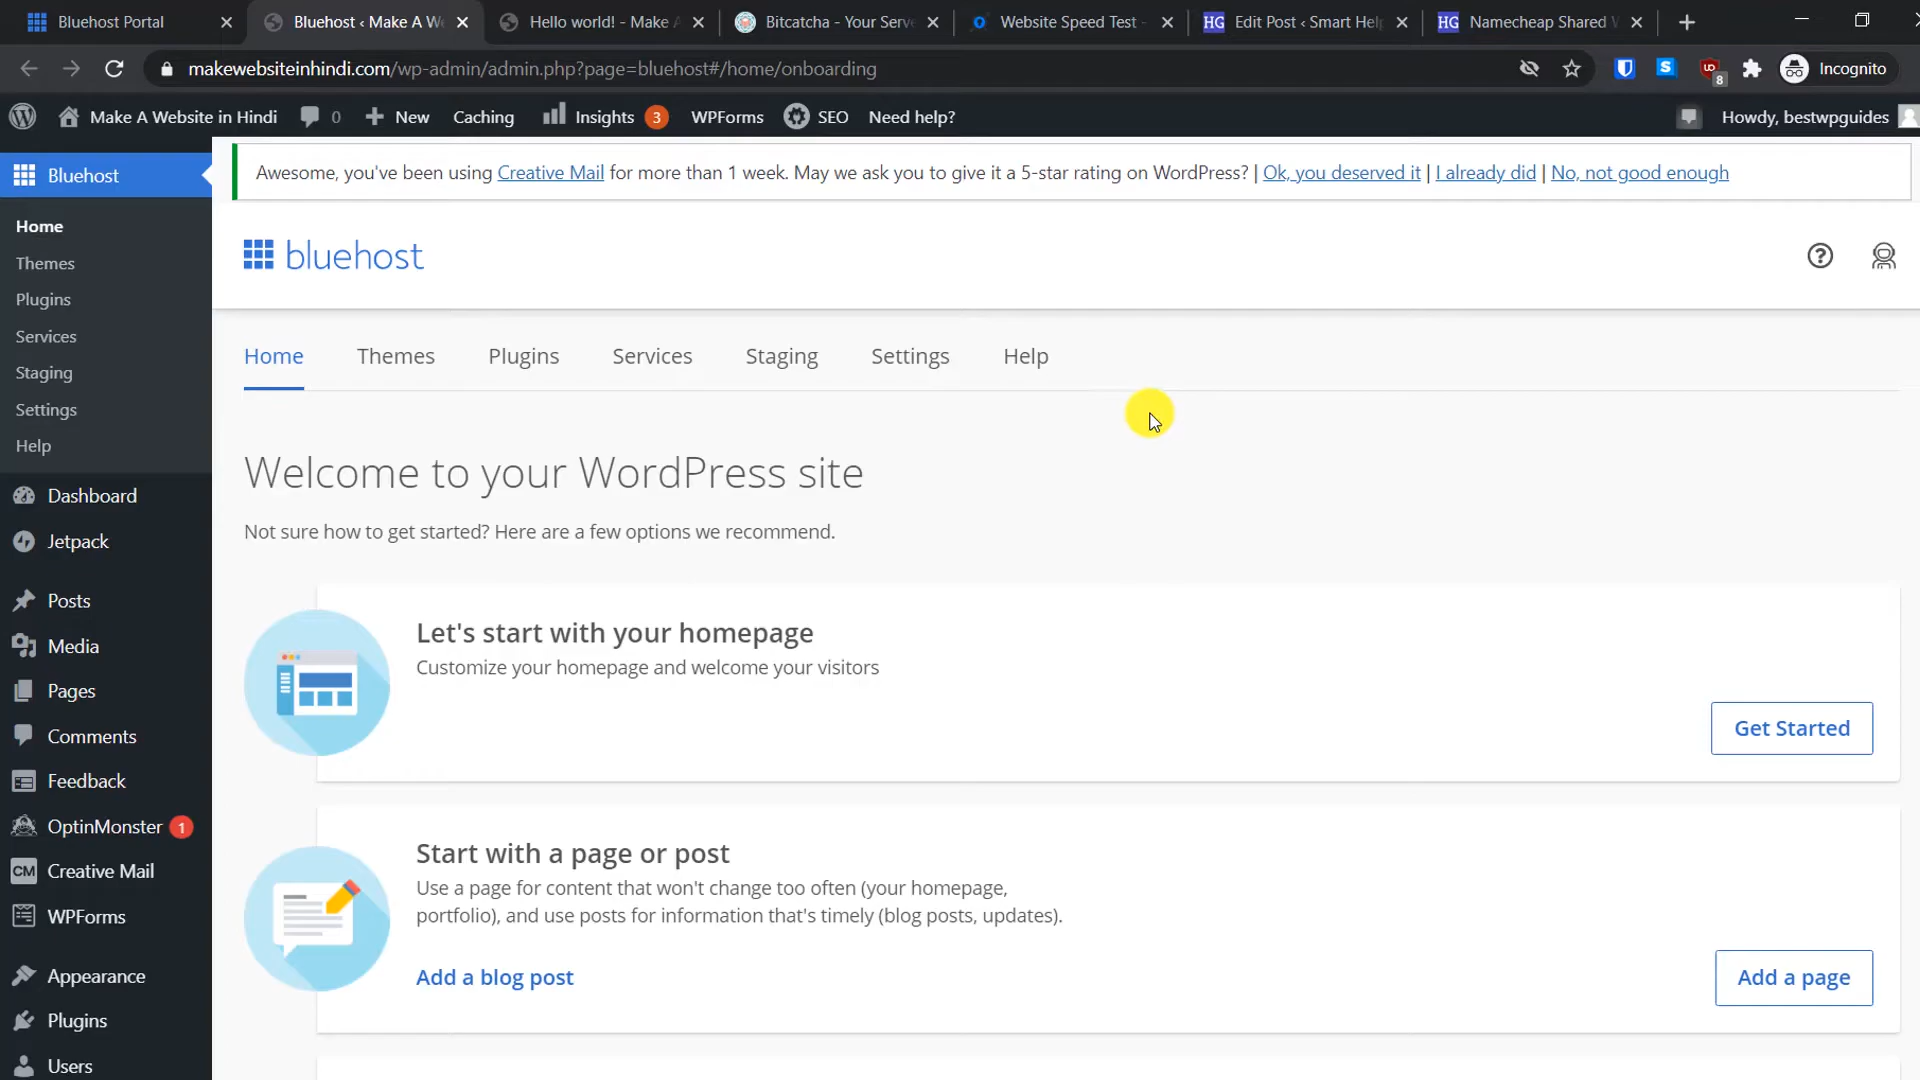 Bluehost Portal
Bluehost ‹ Make A We
Hello world! - Make A
Bitcatcha - Your Serve
Website Speed Test -
HG Edit Post ‹ Smart Help
HG Namecheap Shared W
makewebsiteinhindi.com/wp-admin/admin.php?page=bluehost#/home/onboarding
8
Incognito
Make A Website in Hindi
0
New
Caching
Insights 3
WPForms
SEO
Need help?
Howdy, bestwpguides
Bluehost
Home
Themes
Plugins
Services
Staging
Settings
Help
Dashboard
Jetpack
Posts
Media
Pages
Comments
Feedback
OptinMonster 1
CM Creative Mail
WPForms
Appearance
Plugins
Users
Awesome, you've been using Creative Mail for more than 1 week. May we ask you to give it a 5-star rating on WordPress? | Ok, you deserved it | I already did | No, not good enough
bluehost
Home Themes Plugins Services Staging Settings Help
Welcome to your WordPress site
Not sure how to get started? Here are a few options we recommend.
Let's start with your homepage
Customize your homepage and welcome your visitors
Get Started
Start with a page or post
Use a page for content that won't change too often (your homepage,
portfolio), and use posts for information that's timely (blog posts, updates).
Add a blog post
Add a page